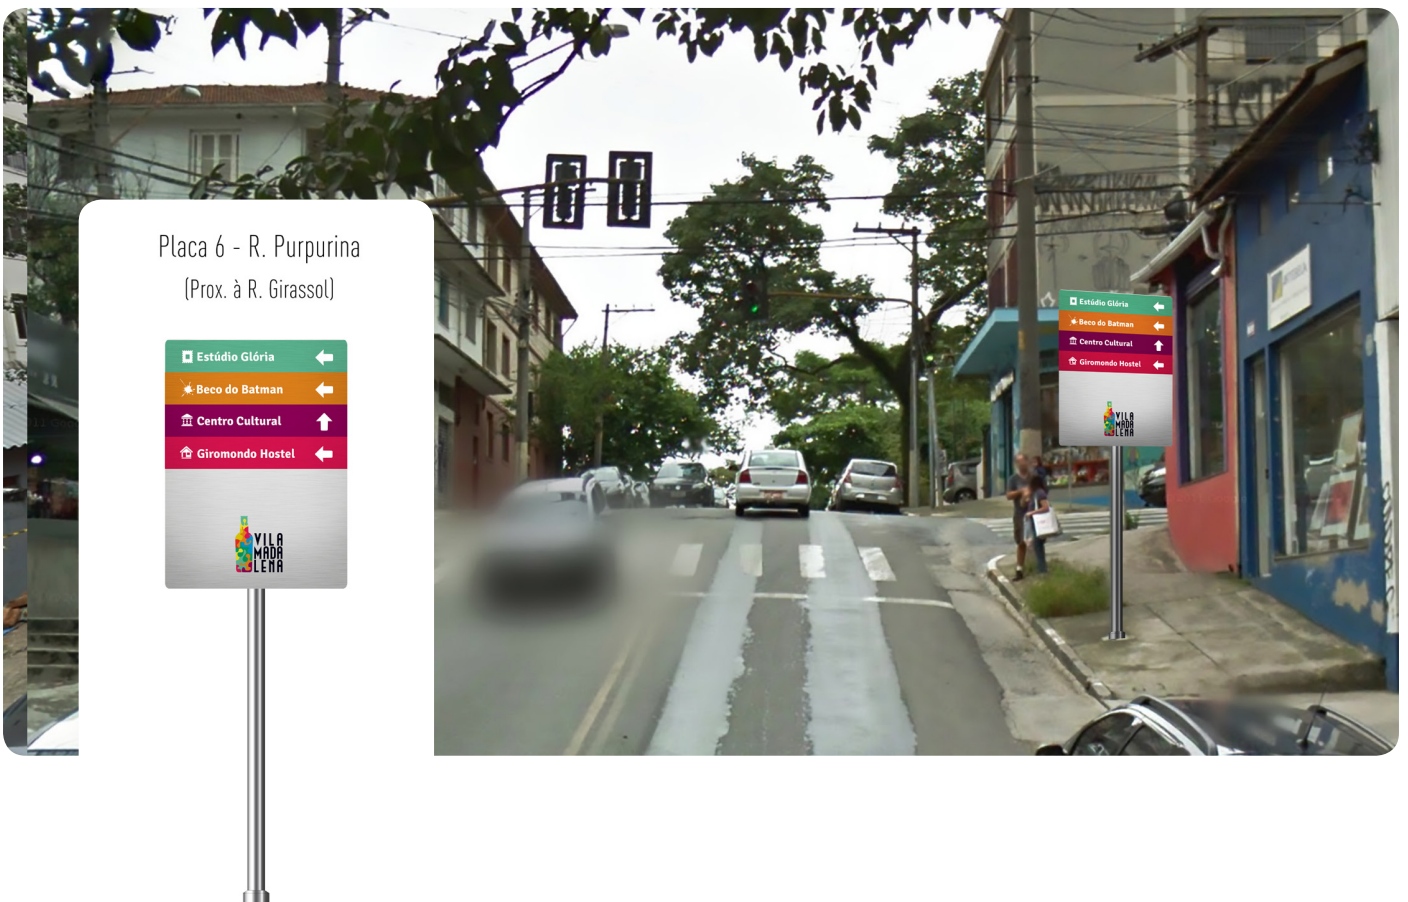 Placa 6 - R. Purpurina
(Prox. à R. Girassol)
Estúdio Glória
Beco do Batman
Centro Cultural
Giromondo Hostel
VILA
MADA
LENA
Estúdio Glória
Beco do Batman
Centro Cultural
Giromondo Hostel
VILA
MADA
LENA